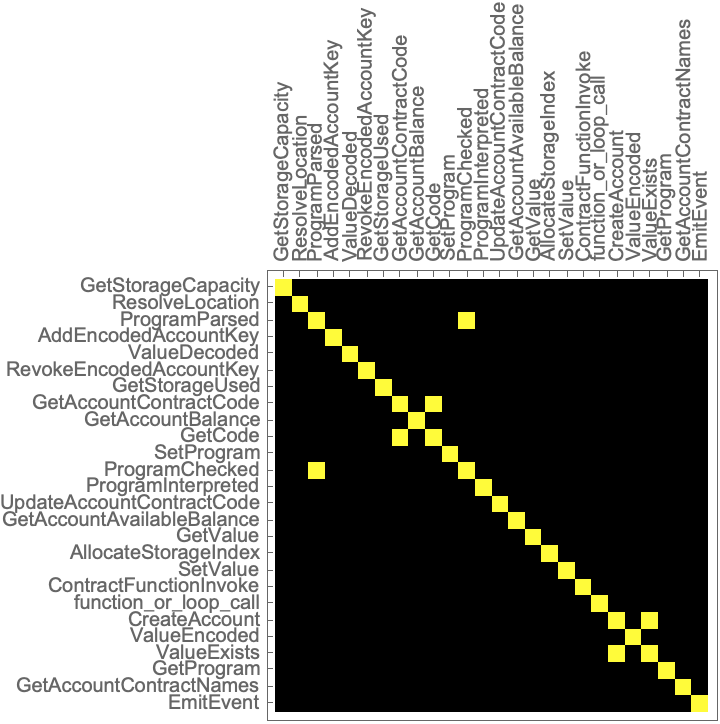 GetStorageCapacity
ResolveLocation
ProgramParsed
AddEncodedAccountKey
ValueDecoded
RevokeEncodedAccountKey
GetStorageUsed
GetAccountContractCode
GetAccountBalance
GetCode
SetProgram
ProgramChecked
ProgramInterpreted
UpdateAccountContractCode
GetAccountAvailableBalance
GetValue
AllocateStorageIndex
SetValue
ContractFunctionInvoke
function_or_loop_call
CreateAccount
ValueEncoded
ValueExists
GetProgram
GetAccountContractNames
EmitEvent
GetStorageCapacity
ResolveLocation
ProgramParsed
AddEncodedAccountKey
ValueDecoded
RevokeEncodedAccountKey
GetStorageUsed
GetAccountContractCode
GetAccountBalance
GetCode
SetProgram
ProgramChecked
ProgramInterpreted
UpdateAccountContractCode
GetAccountAvailableBalance
GetValue
AllocateStorageIndex
SetValue
ContractFunctionInvoke
function_or_loop_call
CreateAccount
ValueEncoded
ValueExists
GetProgram
GetAccountContractNames
EmitEvent